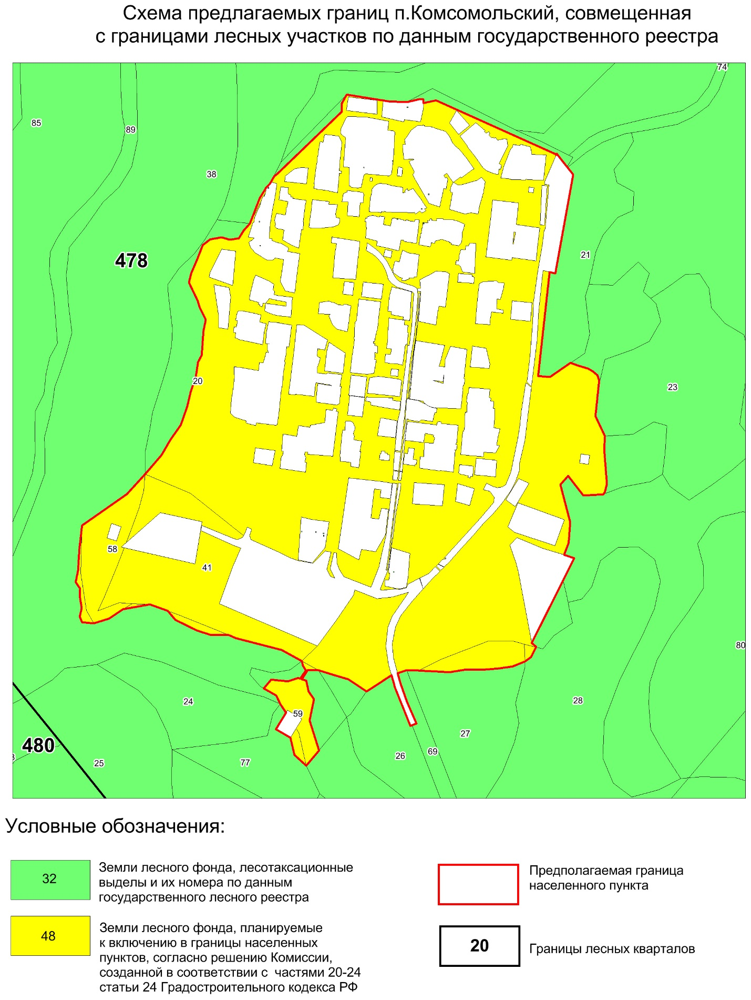 Схема предлагаемых границ п.Комсомольский, совмещенная
с границами лесных участков по данным государственного реестра
74
85
89
38
478
21
20
23
58
41
80
24
59
28
27
480
69
26
25
77
Условные обозначения:
32
Земли лесного фонда, лесотаксационные
выделы и их номера по данным
государственного лесного реестра
Предполагаемая граница
населенного пункта
48
Земли лесного фонда, планируемые
к включению в границы населенных
пунктов, согласно решению Комиссии,
созданной в соответствии с частями 20-24
статьи 24 Градостроительного кодекса РФ
20
Границы лесных кварталов